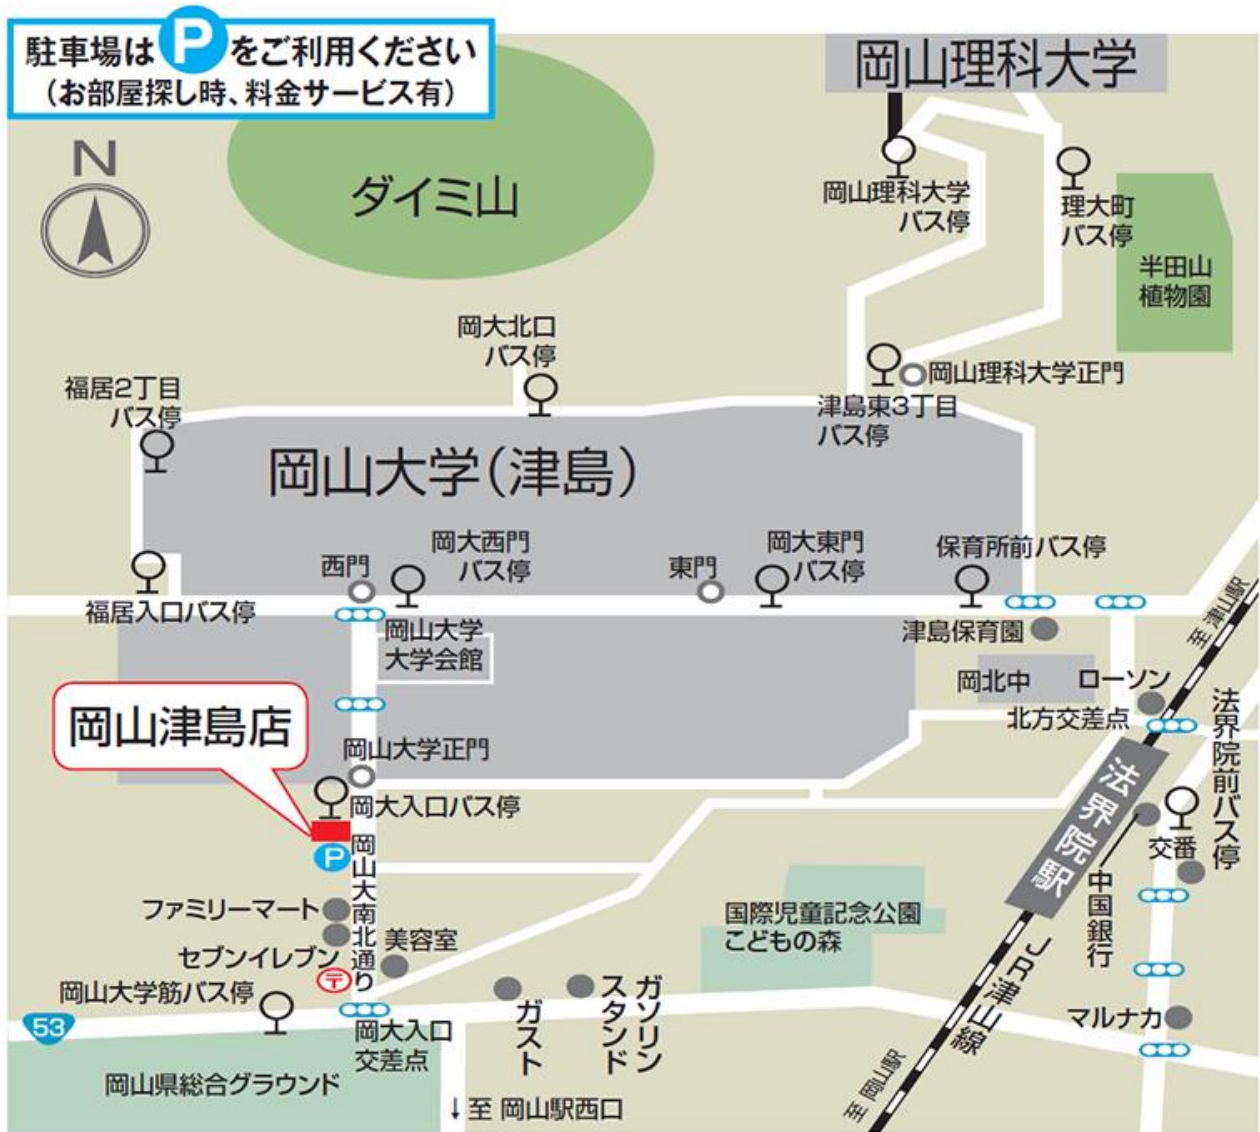 駐車場はPをご利用ください
(お部屋探し時、料金サービス有)
N
ダイミ山
岡山理科大学
岡山理科大学
バス停
理大町
バス停
半田山
植物園
岡大北口
バス停
福居2丁目
バス停
岡山理科大学正門
津島東3丁目
バス停
岡山大学(津島)
西門
岡大西門
バス停
東門
岡大東門
バス停
保育所前バス停
福居入口バス停
岡山大学
大学会館
津島保育園
至 津山駅
岡北中
ローソン
北方交差点
法界院前バス停
岡山津島店
岡山大学正門
岡大入口バス停
法界院駅
P
岡山大南北通り
交番
中国銀行
ファミリーマート
セブンイレブン
美容室
〒
国際児童記念公園
こどもの森
岡山大学筋バス停
53
岡大入口
交差点
ガスト
ガソリン
スタンド
JR津山線
マルナカ
岡山県総合グラウンド
↓至 岡山駅西口
至 岡山駅